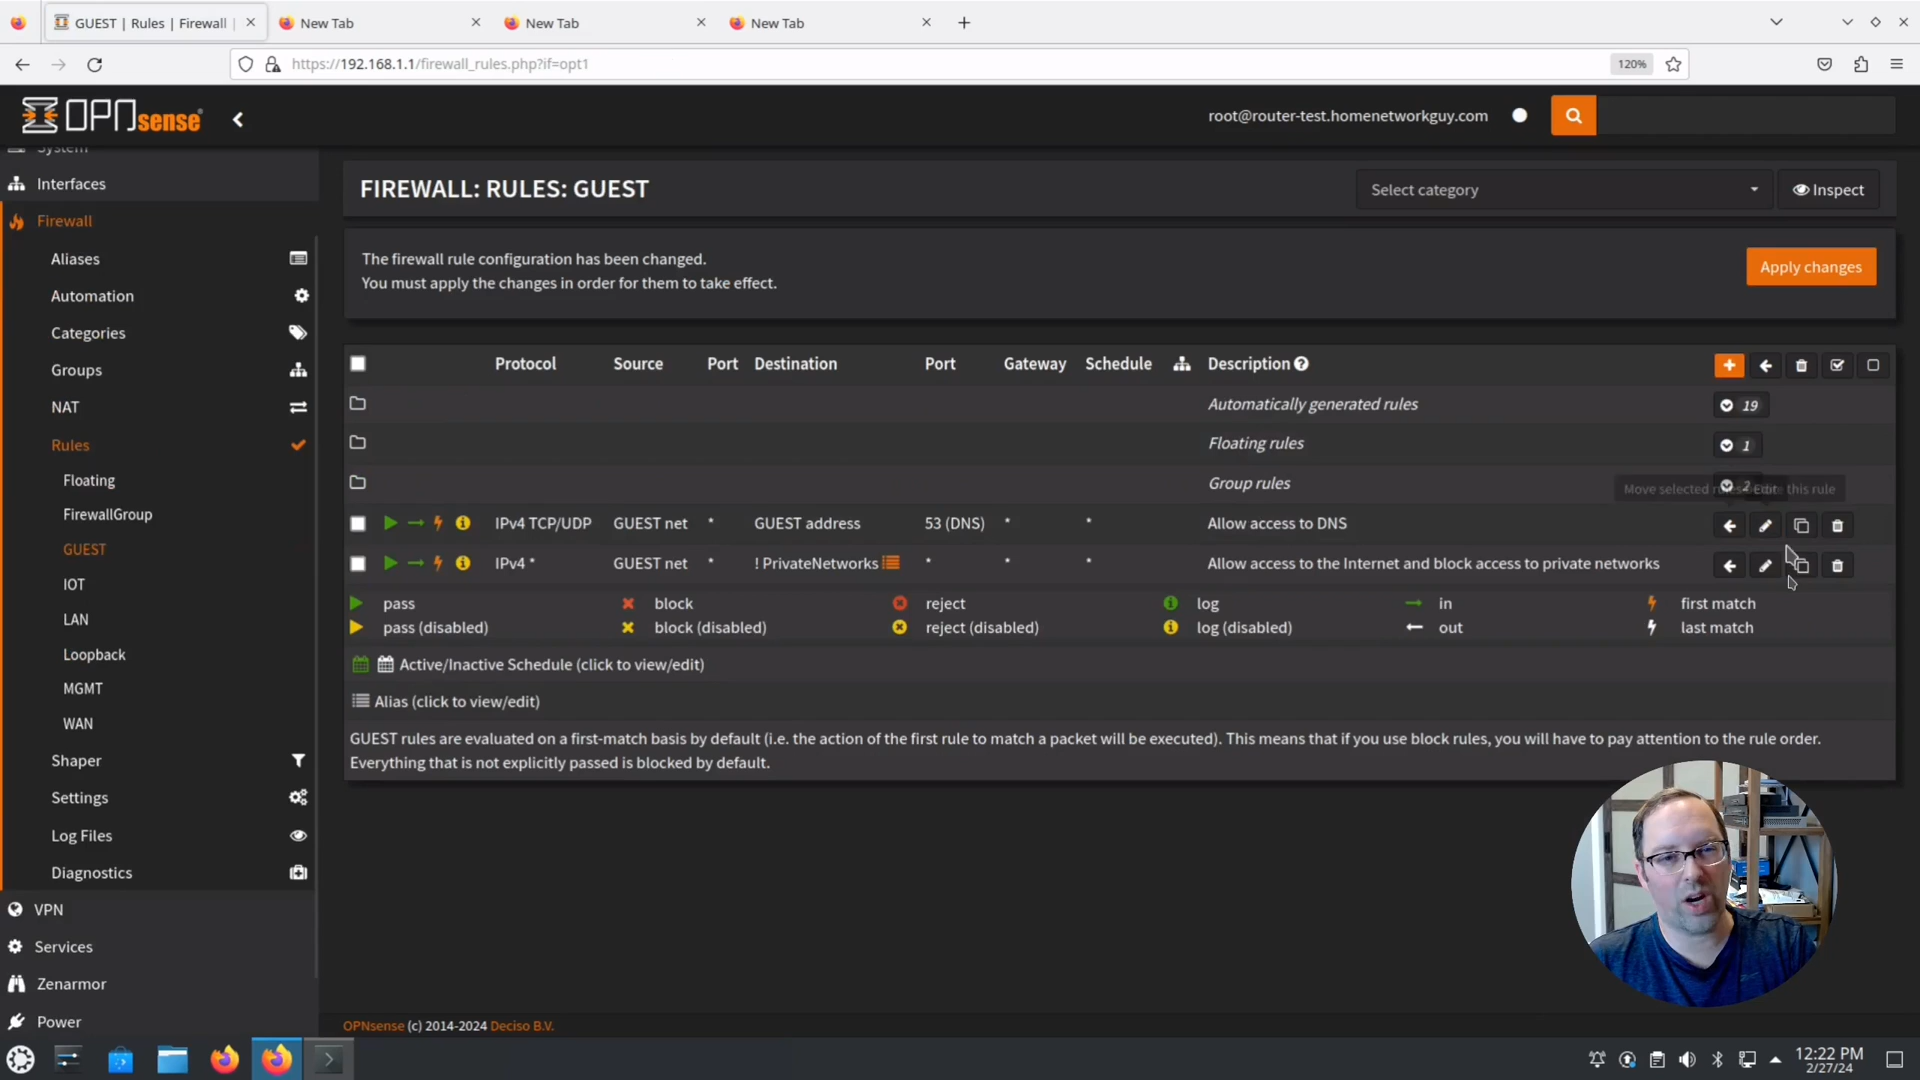 GUEST | Rules | Firewall
New Tab
New Tab
New Tab
https://192.168.1.1/firewall_rules.php?if=opt1
120%
OPNsense
root@router-test.homenetworkguy.com
System
Interfaces
Firewall
Aliases
Automation
Categories
Groups
NAT
Rules
Floating
FirewallGroup
GUEST
IOT
LAN
Loopback
MGMT
WAN
Shaper
Settings
Log Files
Diagnostics
VPN
Services
Zenarmor
Power
FIREWALL: RULES: GUEST
Select category
Inspect
The firewall rule configuration has been changed.
You must apply the changes in order for them to take effect.
Apply changes
Protocol Source Port Destination Port Gateway Schedule Description
Automatically generated rules 19
Floating rules 1
Group rules 2
Move selected rules Edit this rule
IPv4 TCP/UDP GUEST net * GUEST address 53 (DNS) * * Allow access to DNS
IPv4 * GUEST net * ! PrivateNetworks * * * Allow access to the Internet and block access to private networks
pass block reject log in first match
pass (disabled) block (disabled) reject (disabled) log (disabled) out last match
Active/Inactive Schedule (click to view/edit)
Alias (click to view/edit)
GUEST rules are evaluated on a first-match basis by default (i.e. the action of the first rule to match a packet will be executed). This means that if you use block rules, you will have to pay attention to the rule order.
Everything that is not explicitly passed is blocked by default.
OPNsense (c) 2014-2024 Deciso B.V.
12:22 PM
2/27/24